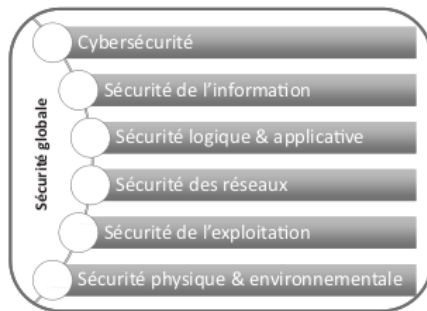 Sécurité globale
Cybersécurité
Sécurité de l'information
Sécurité logique & applicative
Sécurité des réseaux
Sécurité de l'exploitation
Sécurité physique & environnementale